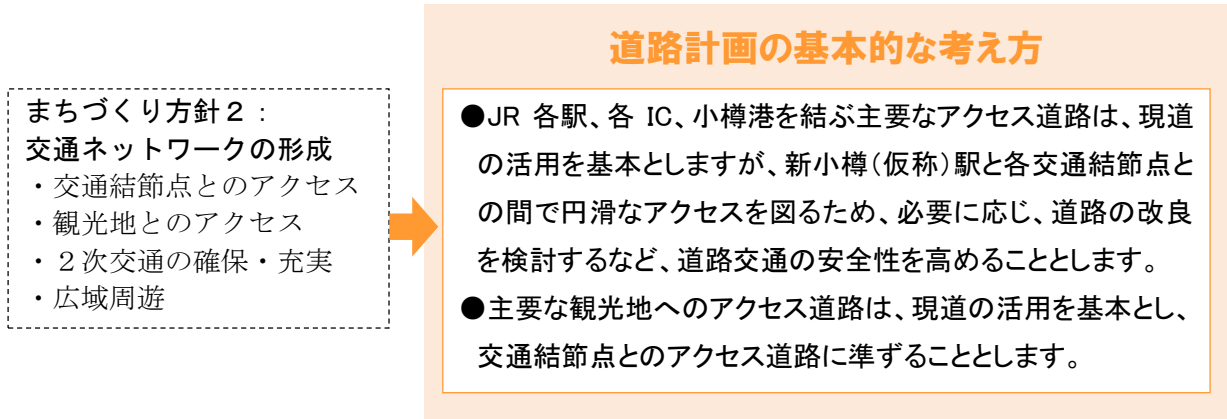 まちづくり方針２：
交通ネットワークの形成
・交通結節点とのアクセス
・観光地とのアクセス
・２次交通の確保・充実
・広域周遊
道路計画の基本的な考え方
●JR 各駅、各 IC、小樽港を結ぶ主要なアクセス道路は、現道
の活用を基本としますが、新小樽（仮称）駅と各交通結節点と
の間で円滑なアクセスを図るため、必要に応じ、道路の改良
を検討するなど、道路交通の安全性を高めることとします。
●主要な観光地へのアクセス道路は、現道の活用を基本とし、
交通結節点とのアクセス道路に準ずることとします。